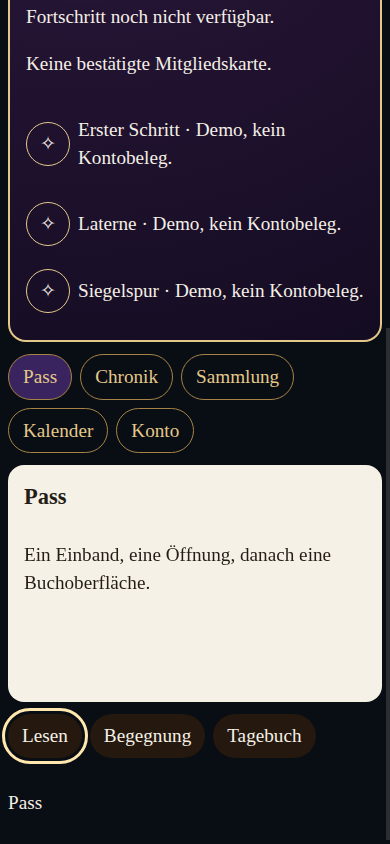 Fortschritt noch nicht verfügbar.
Keine bestätigte Mitgliedskarte.
Erster Schritt · Demo, kein
Kontobeleg.
Laterne · Demo, kein Kontobeleg.
Siegelspur · Demo, kein Kontobeleg.
Pass Chronik Sammlung
Kalender Konto
Pass
Ein Einband, eine Öffnung, danach eine
Buchoberfläche.
Lesen Begegnung Tagebuch
Pass